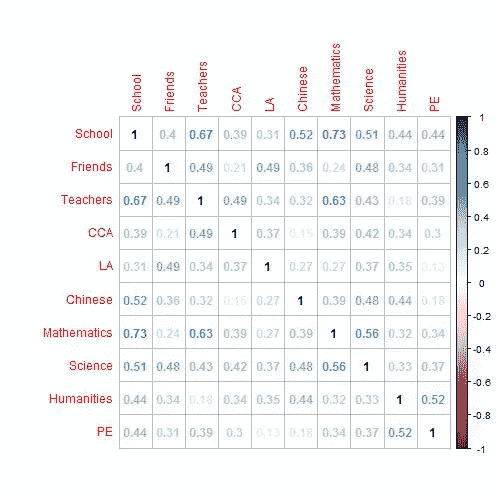 School Friends Teachers CCA LA Chinese Mathematics Science Humanities PE
School 1 0.4 0.67 0.39 0.31 0.52 0.73 0.51 0.44 0.44
Friends 0.4 1 0.49 0.21 0.49 0.36 0.24 0.48 0.34 0.31
Teachers 0.67 0.49 1 0.49 0.34 0.32 0.63 0.43 0.18 0.39
CCA 0.39 0.21 0.49 1 0.37 0.39 0.42 0.34 0.3
LA 0.31 0.49 0.34 0.37 1 0.27 0.27 0.37 0.35 0.13
Chinese 0.52 0.36 0.32 0.27 1 0.39 0.48 0.44 0.18
Mathematics 0.73 0.24 0.63 0.39 0.27 0.39 1 0.56 0.32 0.34
Science 0.51 0.48 0.43 0.42 0.37 0.48 0.56 1 0.33 0.37
Humanities 0.44 0.34 0.18 0.34 0.35 0.44 0.32 0.33 1 0.52
PE 0.44 0.31 0.39 0.3 0.13 0.18 0.34 0.37 0.52 1
1
0.8
0.6
0.4
0.2
0
-0.2
-0.4
-0.6
-0.8
-1